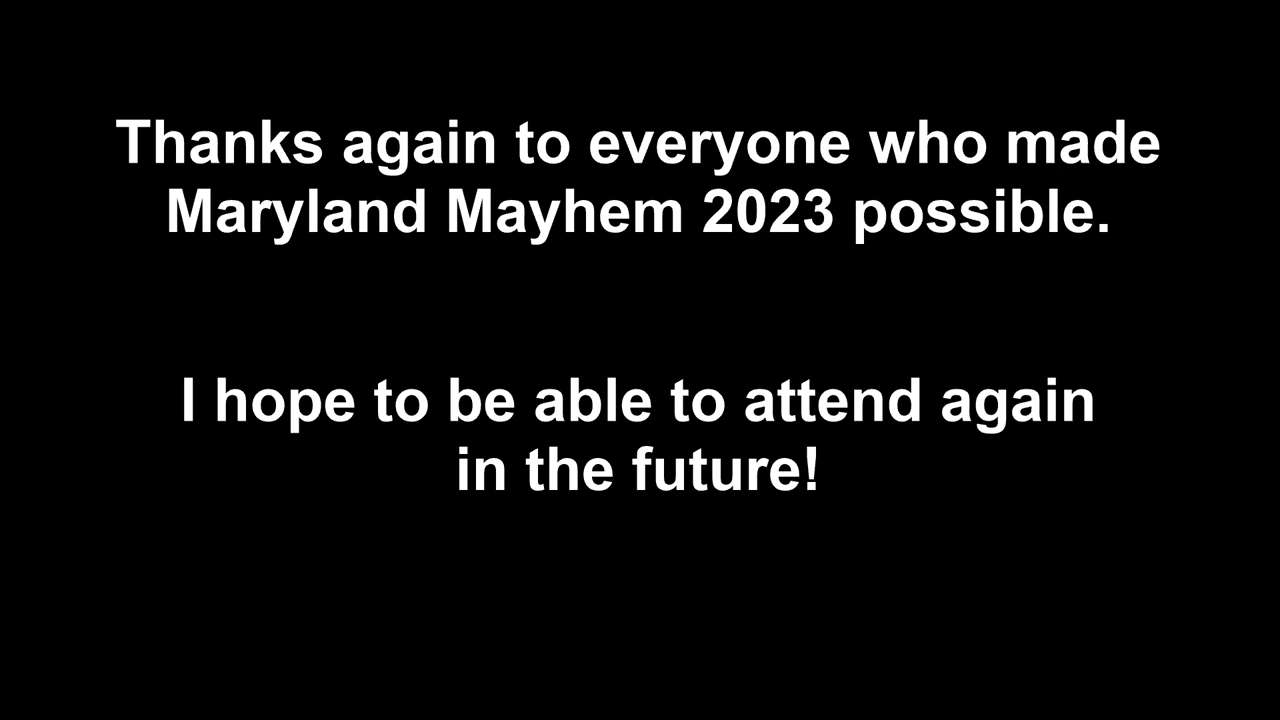 Thanks again to everyone who made
Maryland Mayhem 2023 possible.
I hope to be able to attend again
in the future!